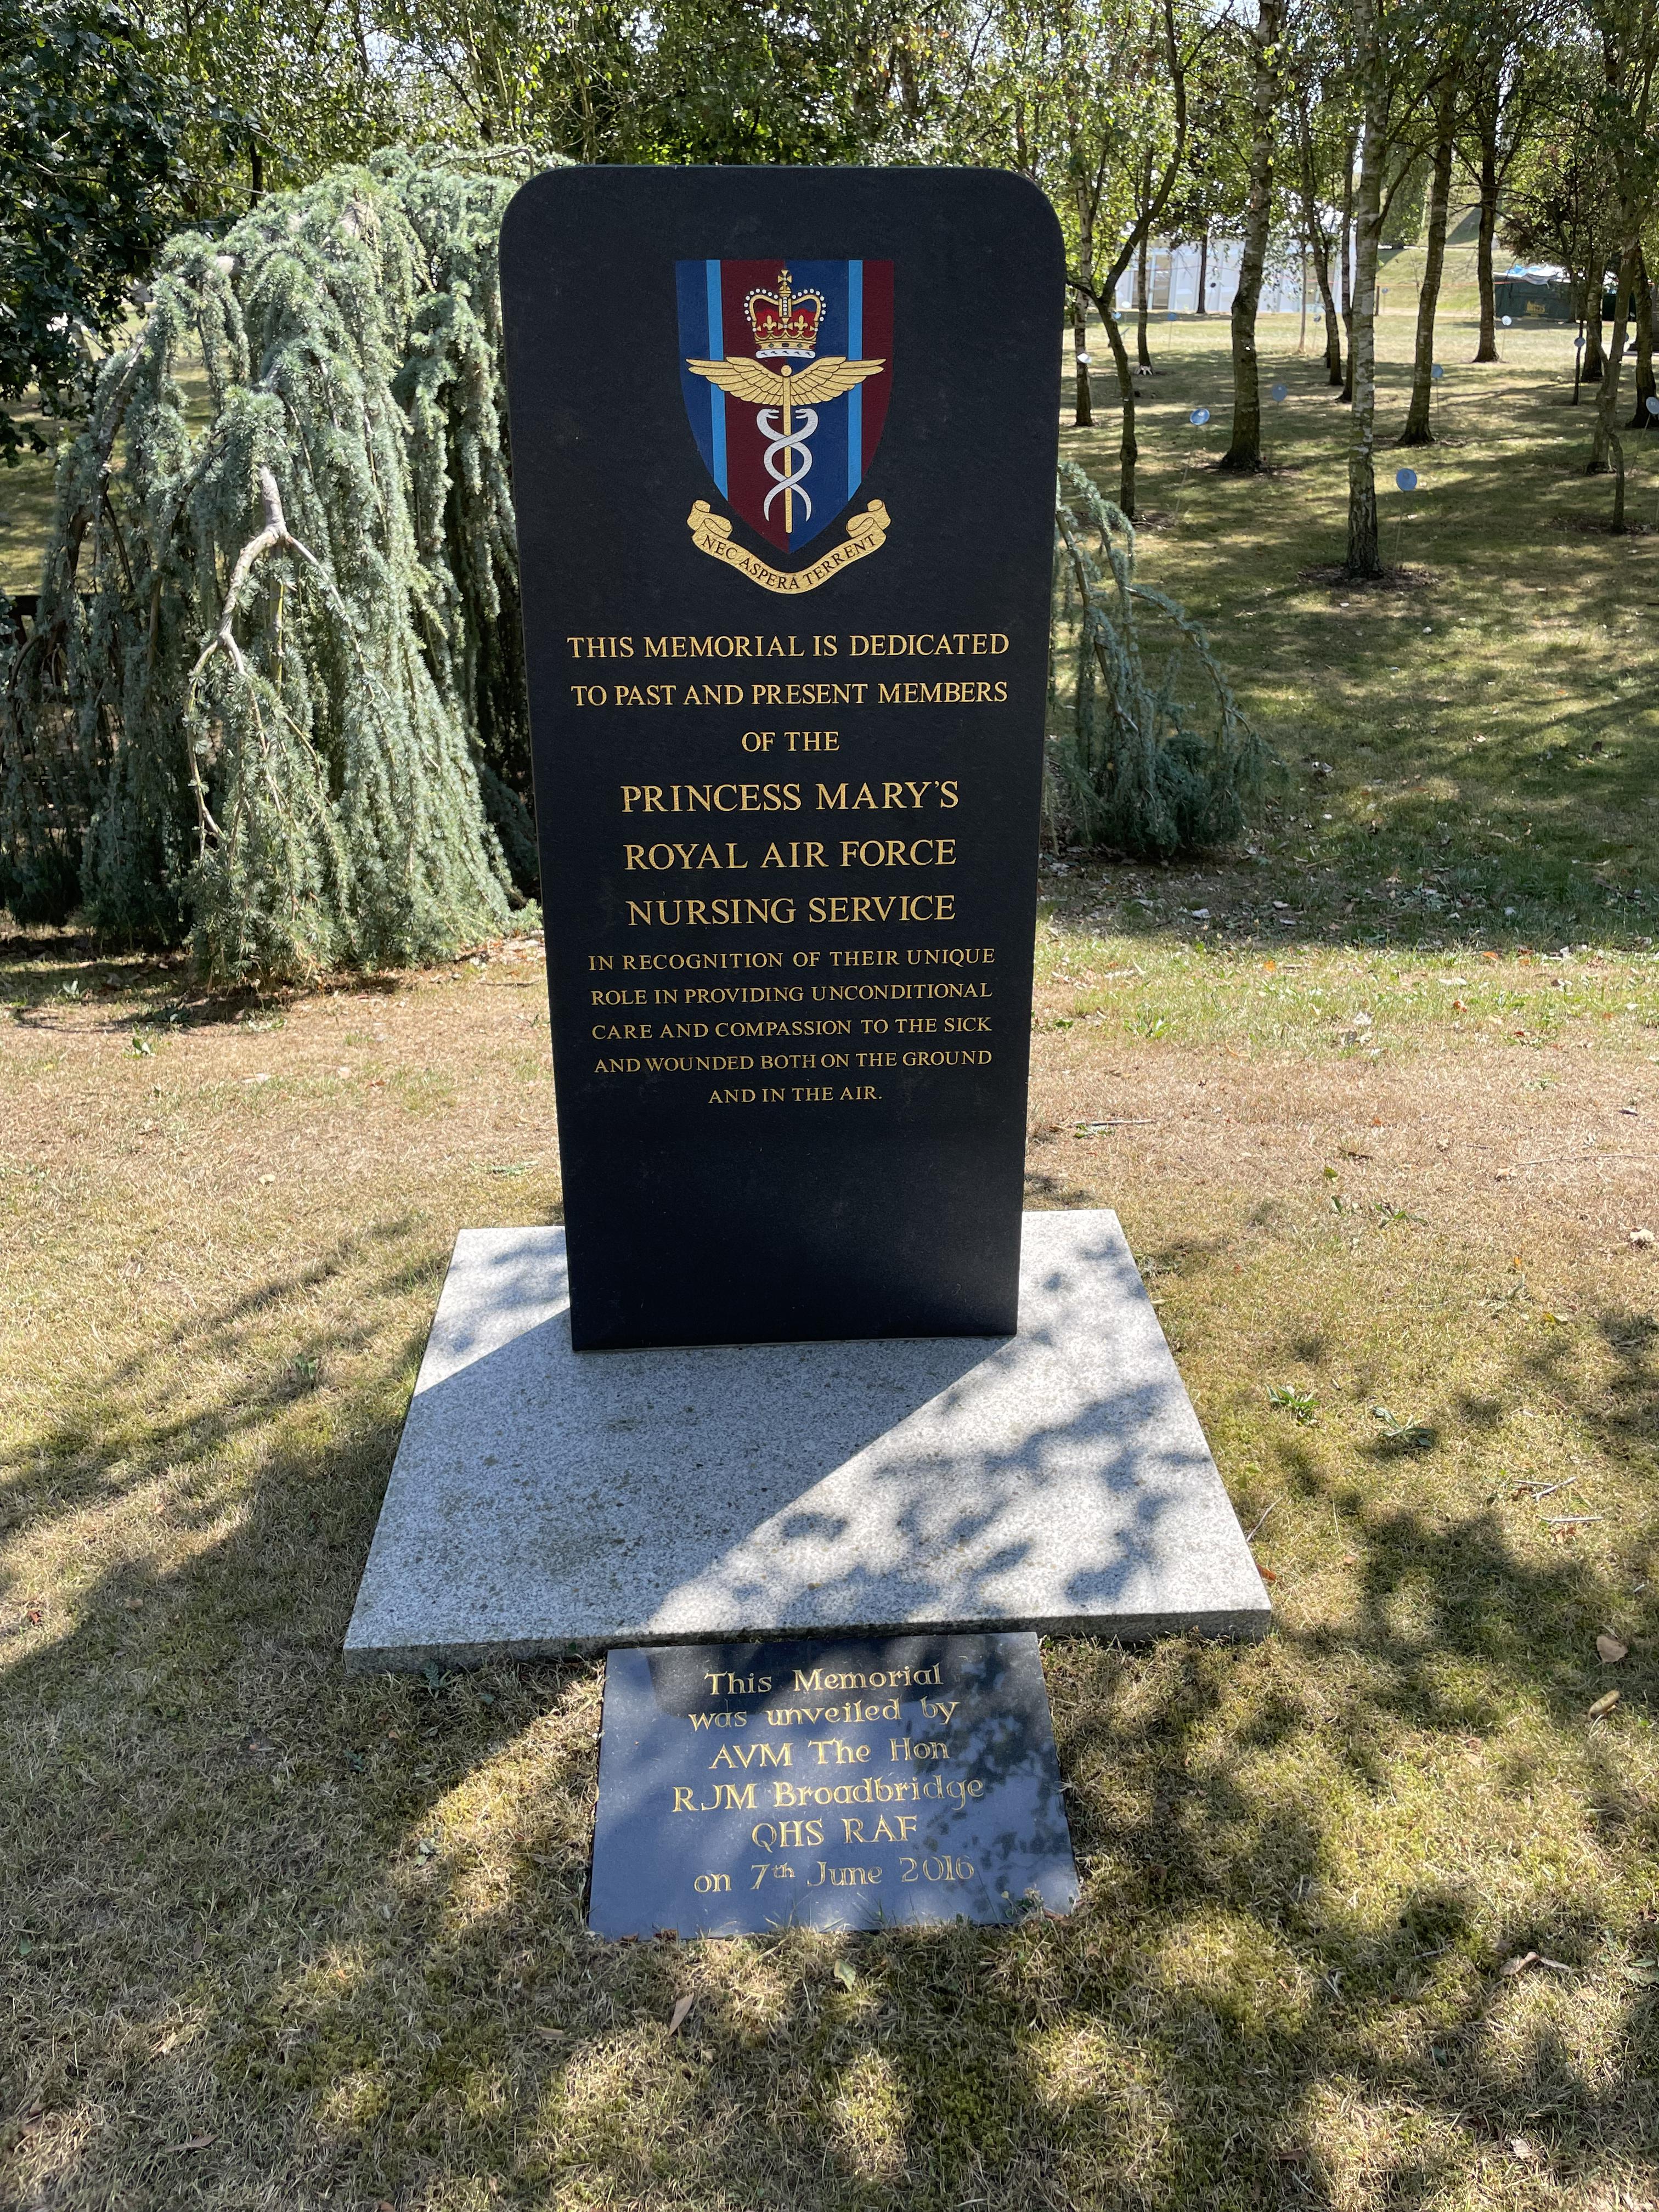 NEC ASPERA TERRENT
THIS MEMORIAL IS DEDICATED
TO PAST AND PRESENT MEMBERS
OF THE
PRINCESS MARY'S
ROYAL AIR FORCE
NURSING SERVICE
IN RECOGNITION OF THEIR UNIQUE
ROLE IN PROVIDING UNCONDITIONAL
CARE AND COMPASSION TO THE SICK
AND WOUNDED BOTH ON THE GROUND
AND IN THE AIR.
This Memorial
was unveiled by
AVM The Hon
RJM Broadbridge
QHS RAF
on 7th June 2016